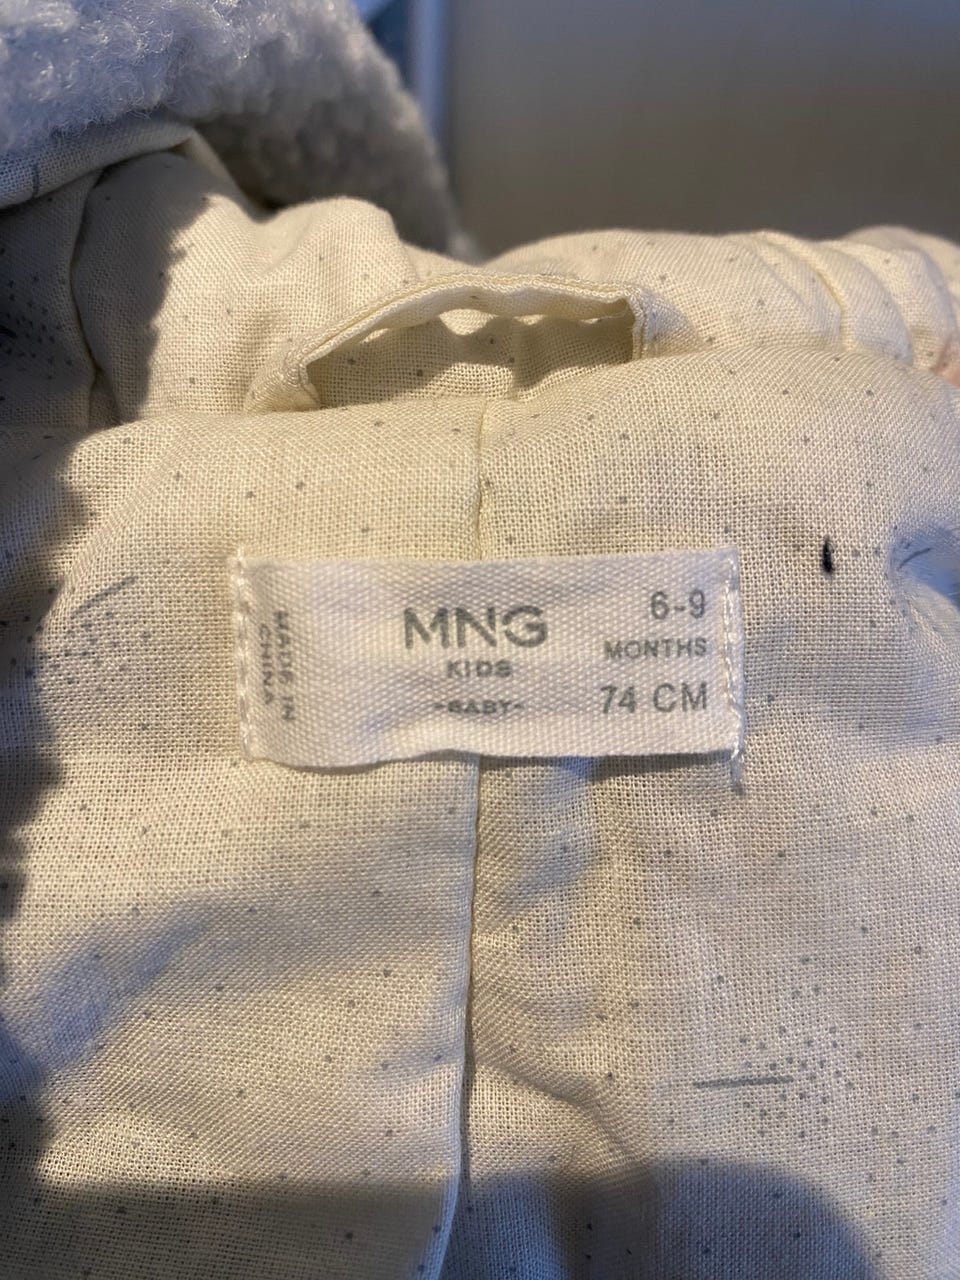 MADE IN
CHINA
MNG
KIDS
-BABY-
6-9
MONTHS
74 CM